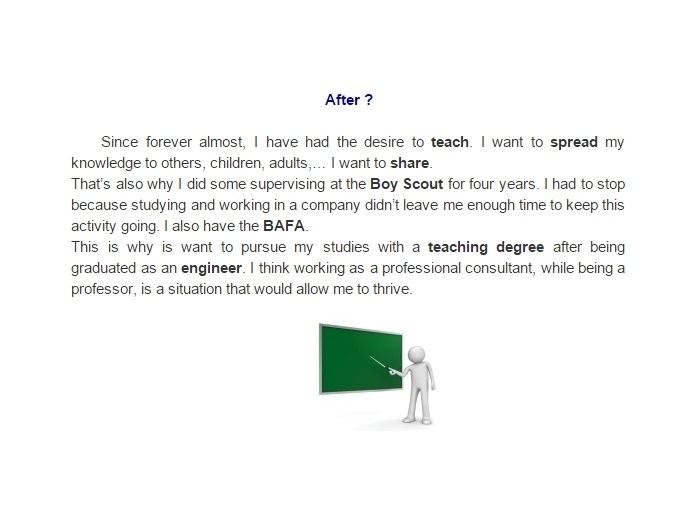 After ?
Since forever almost, I have had the desire to teach. I want to spread my
knowledge to others, children, adults,... I want to share.
That's also why I did some supervising at the Boy Scout for four years. I had to stop
because studying and working in a company didn't leave me enough time to keep this
activity going. I also have the BAFA.
This is why is want to pursue my studies with a teaching degree after being
graduated as an engineer. I think working as a professional consultant, while being a
professor, is a situation that would allow me to thrive.